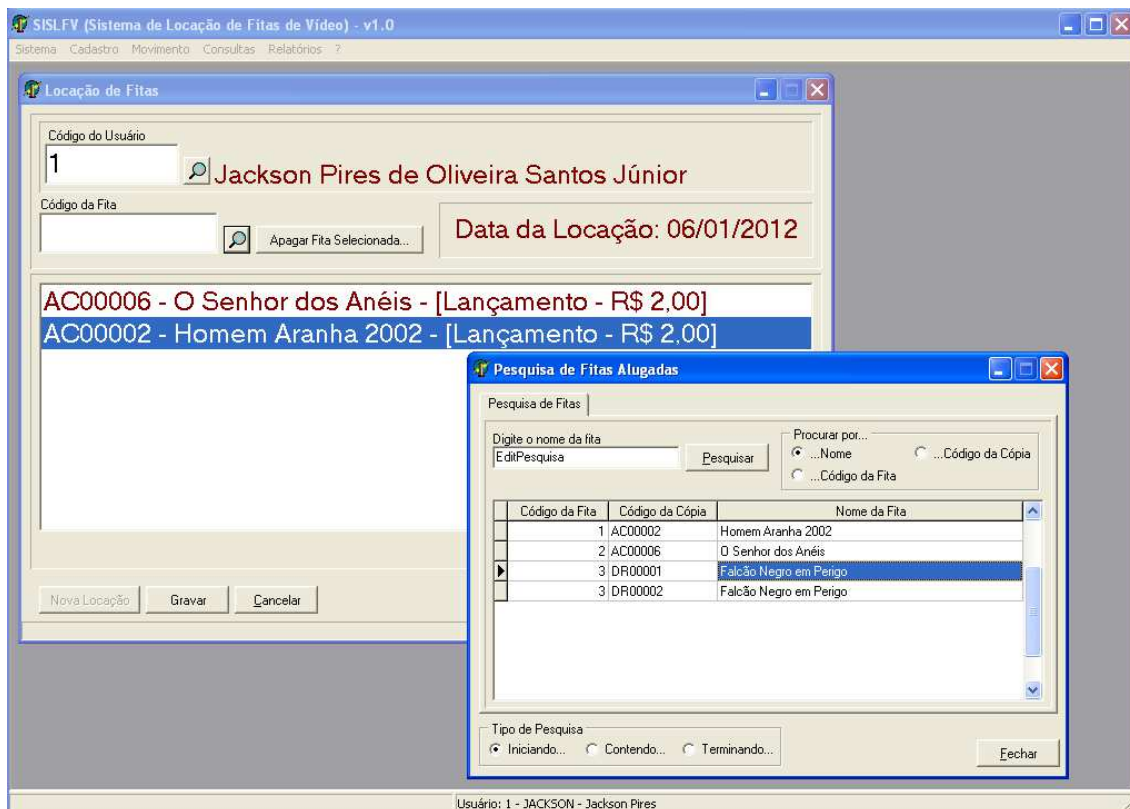 SISLFV (Sistema de Locação de Fitas de Vídeo) - v1.0
Sistema Cadastro Movimento Consultas Relatórios ?
Locação de Fitas
Código do Usuário
1
Jackson Pires de Oliveira Santos Júnior
Código da Fita
Apagar Fita Selecionada...
Data da Locação: 06/01/2012
AC00006 - O Senhor dos Anéis - [Lançamento - R$ 2,00]
AC00002 - Homem Aranha 2002 - [Lançamento - R$ 2,00]
Nova Locação Gravar Cancelar
Pesquisa de Fitas Alugadas
Pesquisa de Fitas
Digite o nome da fita
EditPesquisa
Pesquisar
Procurar por...
...Nome ...Código da Cópia
...Código da Fita
Código da Fita Código da Cópia Nome da Fita
1 AC00002 Homem Aranha 2002
2 AC00006 O Senhor dos Anéis
3 DR00001 Falcão Negro em Perigo
3 DR00002 Falcão Negro em Perigo
Tipo de Pesquisa
Iniciando... Contendo... Terminando...
Fechar
Usuário: 1 - JACKSON - Jackson Pires